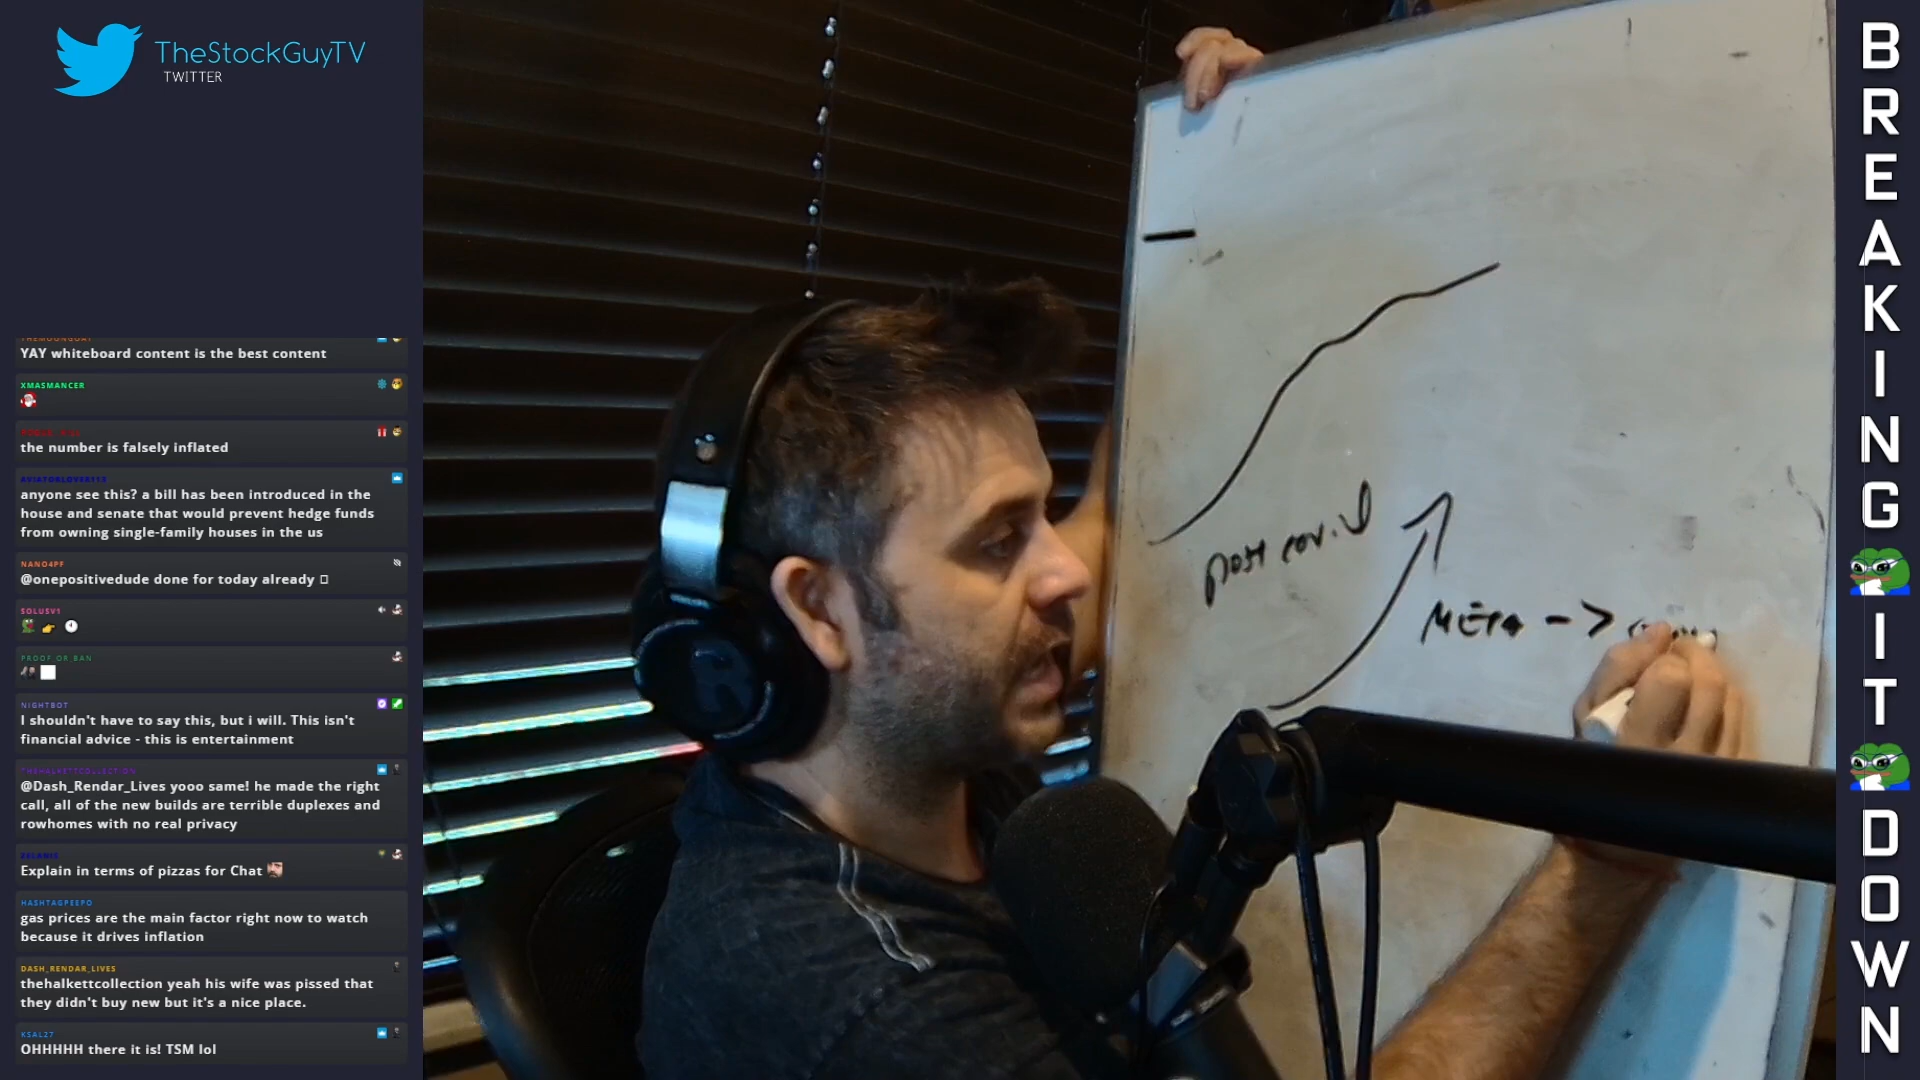 TheStockGuyTV
TWITTER
YAY whiteboard content is the best content
XMASMANCER
the number is falsely inflated
AVIATORLOVER118
anyone see this? a bill has been introduced in the
house and senate that would prevent hedge funds
from owning single-family houses in the us
NANO4PF
@onepositivedude done for today already
SOLUSV1
PROOF_OR_BAN
NIGHTBOT
I shouldn't have to say this, but i will. This isn't
financial advice - this is entertainment
THEHALKETTCOLLECTION
@Dash_Rendar_Lives yooo same! he made the right
call, all of the new builds are terrible duplexes and
rowhomes with no real privacy
Explain in terms of pizzas for Chat
HASHTAGPEEPO
gas prices are the main factor right now to watch
because it drives inflation
DASH_RENDAR_LIVES
thehalkettcollection yeah his wife was pissed that
they didn't buy new but it's a nice place.
KSALZ7
OHHHHH there it is! TSM lol
post covid
META ->
BREAKING IT DOWN